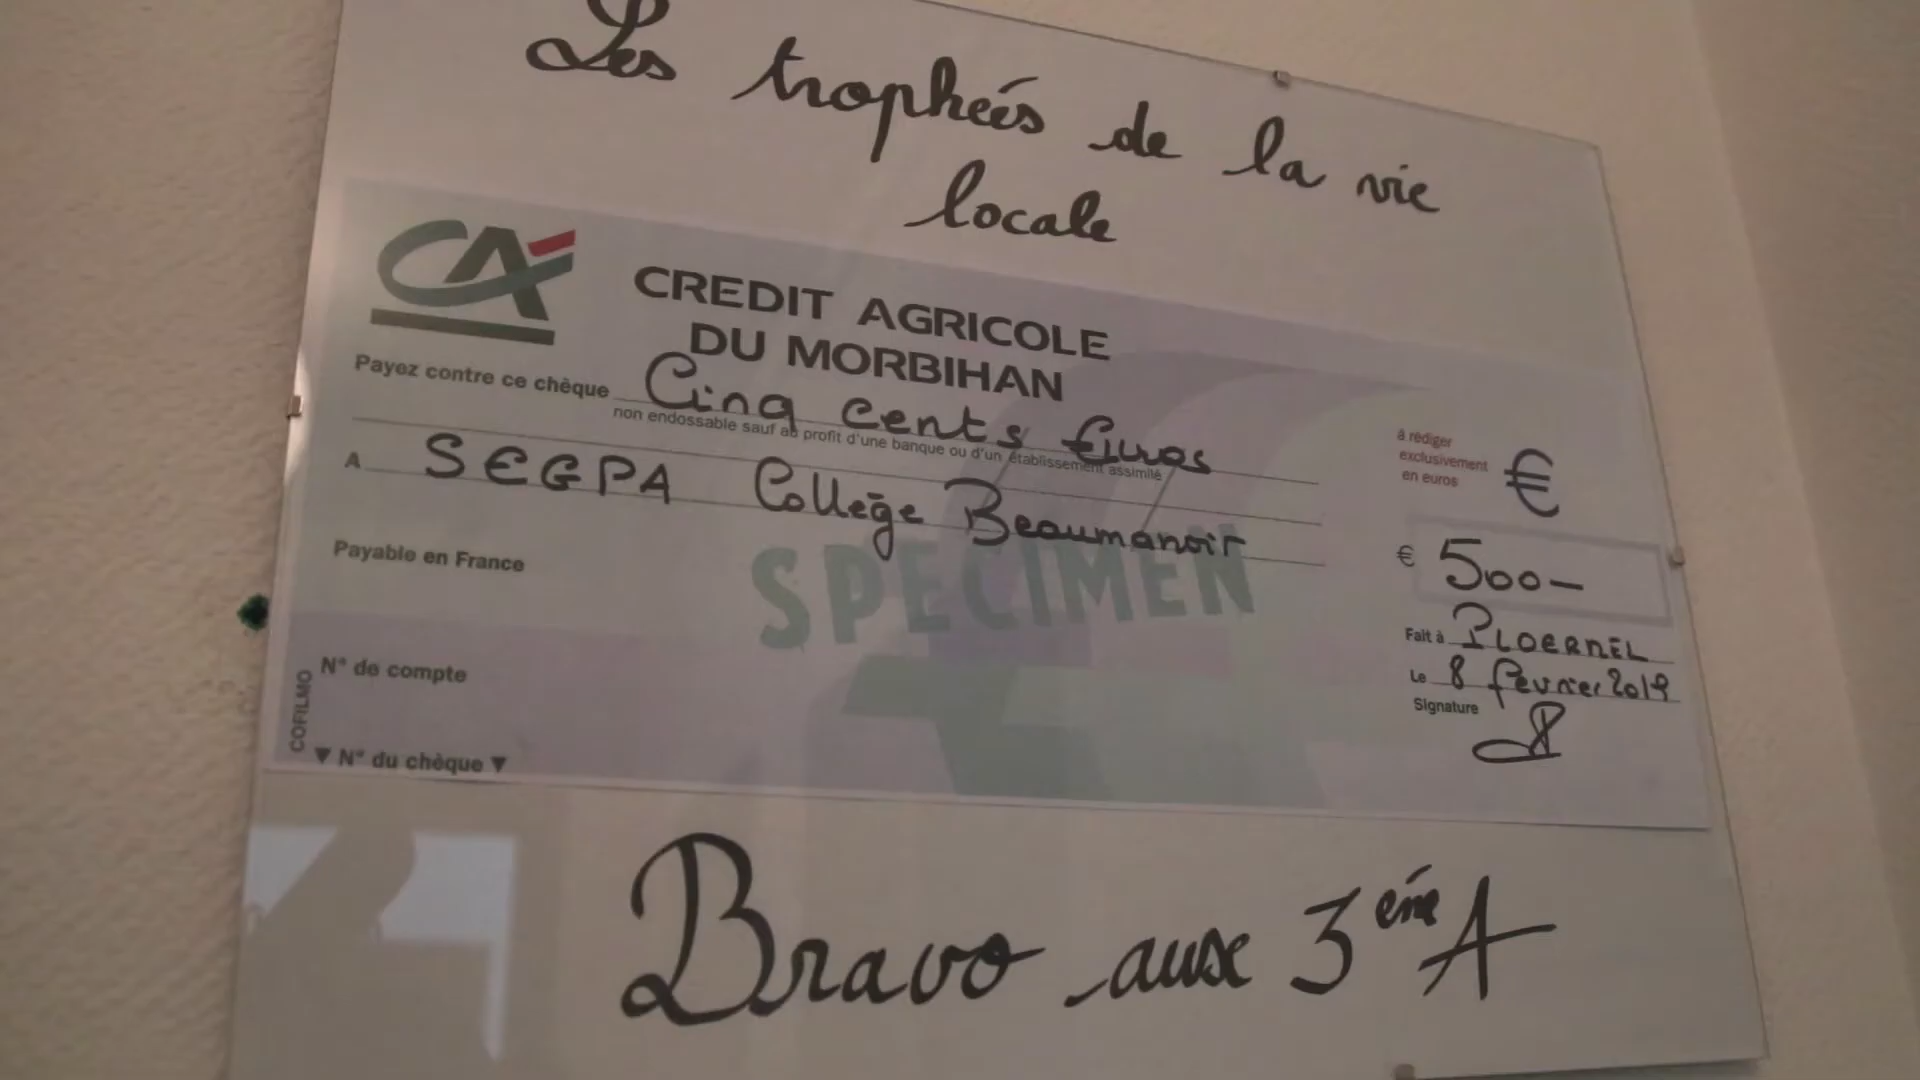 Les trophées de la vie
locale
CA
CREDIT AGRICOLE
DU MORBIHAN
Payez contre ce chèque Cinq cents Euros
non endossable sauf au profit d'une banque ou d'un établissement assimilé
A SEGPA Collège Beaumanoir
à rédiger
exclusivement
en euros
€
Payable en France
SPECIMEN
€ 500-
Fait à PLOERMEL
Le 8 février 2019
Signature
N° de compte
COFILMO
▼ N° du chèque ▼
Bravo aux 3ème A